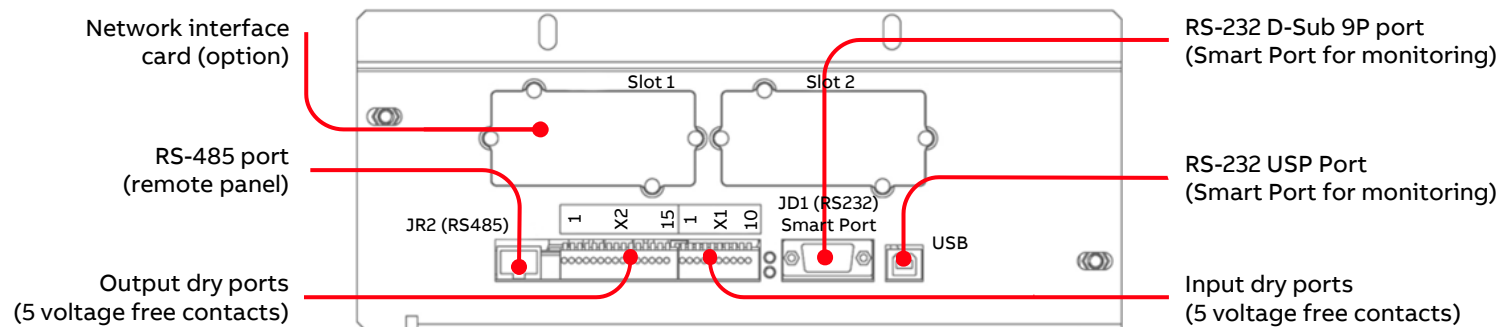 Network interface
card (option)
RS-485 port
(remote panel)
Output dry ports
(5 voltage free contacts)
Slot 1
Slot 2
JR2 (RS485)
1 X2 15 1 X1 10
JD1 (RS232)
Smart Port
USB
RS-232 D-Sub 9P port
(Smart Port for monitoring)
RS-232 USP Port
(Smart Port for monitoring)
Input dry ports
(5 voltage free contacts)